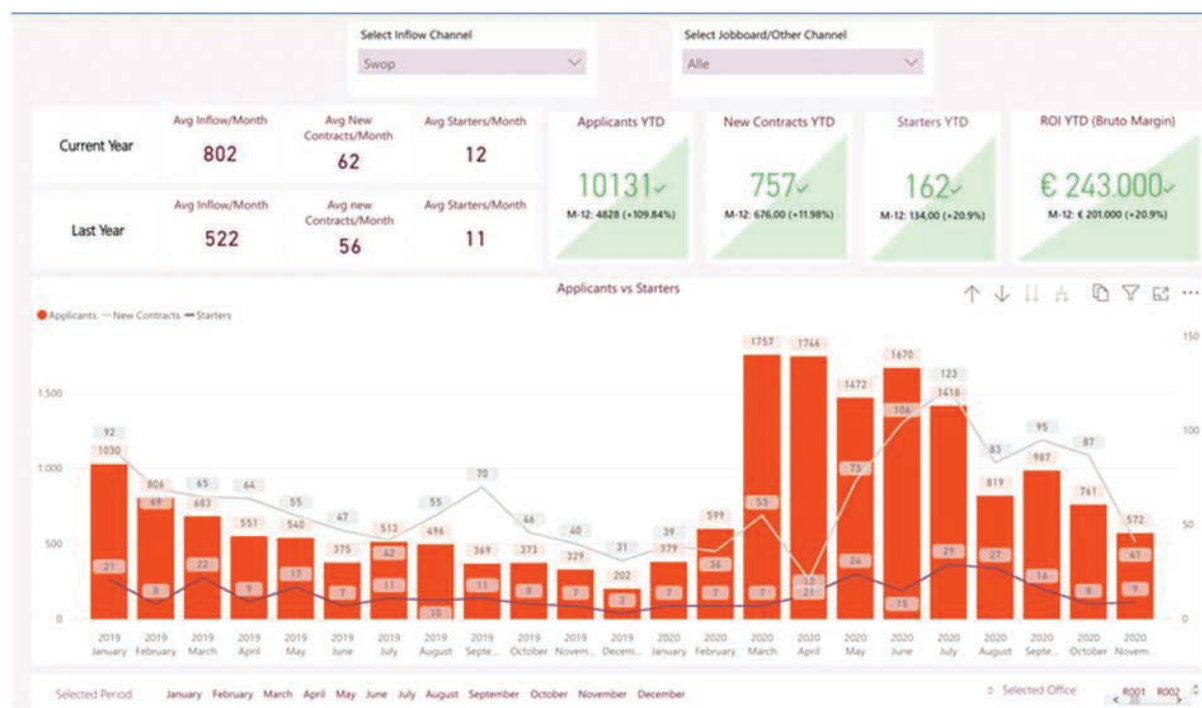 Select Inflow Channel
Swop
Select Jobboard/Other Channel
Alle
Current Year
Avg Inflow/Month
802
Avg New
Contracts/Month
62
Avg Starters/Month
12
Last Year
Avg Inflow/Month
522
Avg new
Contracts/Month
56
Avg Starters/Month
11
Applicants YTD
10131
M-12: 4828 (+109.84%)
New Contracts YTD
757
M-12: 676,00 (+11.98%)
Starters YTD
162
M-12: 134,00 (+20.9%)
ROI YTD (Bruto Margin)
€ 243.000
M-12: € 201.000 (+20.9%)
Applicants vs Starters
Applicants New Contracts Starters
1757 1746 150
1670
1472 123
1.500 1418
106
92 95 100
1030 87
1.000 83 987
806 70 73
69 65 64 819
683 761
55 55 599 55
551 540 47 513 496 46 572
500 40 39 50
375 42 369 373 379 36 41
329 31
21 22 202 24 29 27
8 9 17 7 11 10 11 8 7 3 7 7 7 13 21 15 16 8 9
0 0
2019 2019 2019 2019 2019 2019 2019 2019 2019 2019 2019 2019 2020 2020 2020 2020 2020 2020 2020 2020 2020 2020 2020
January February March April May June July August Septe... October Novem... Decem... January February March April May June July August Septe... October Novem...
Selected Period January February March April May June July August September October November December
Selected Office R001 R002